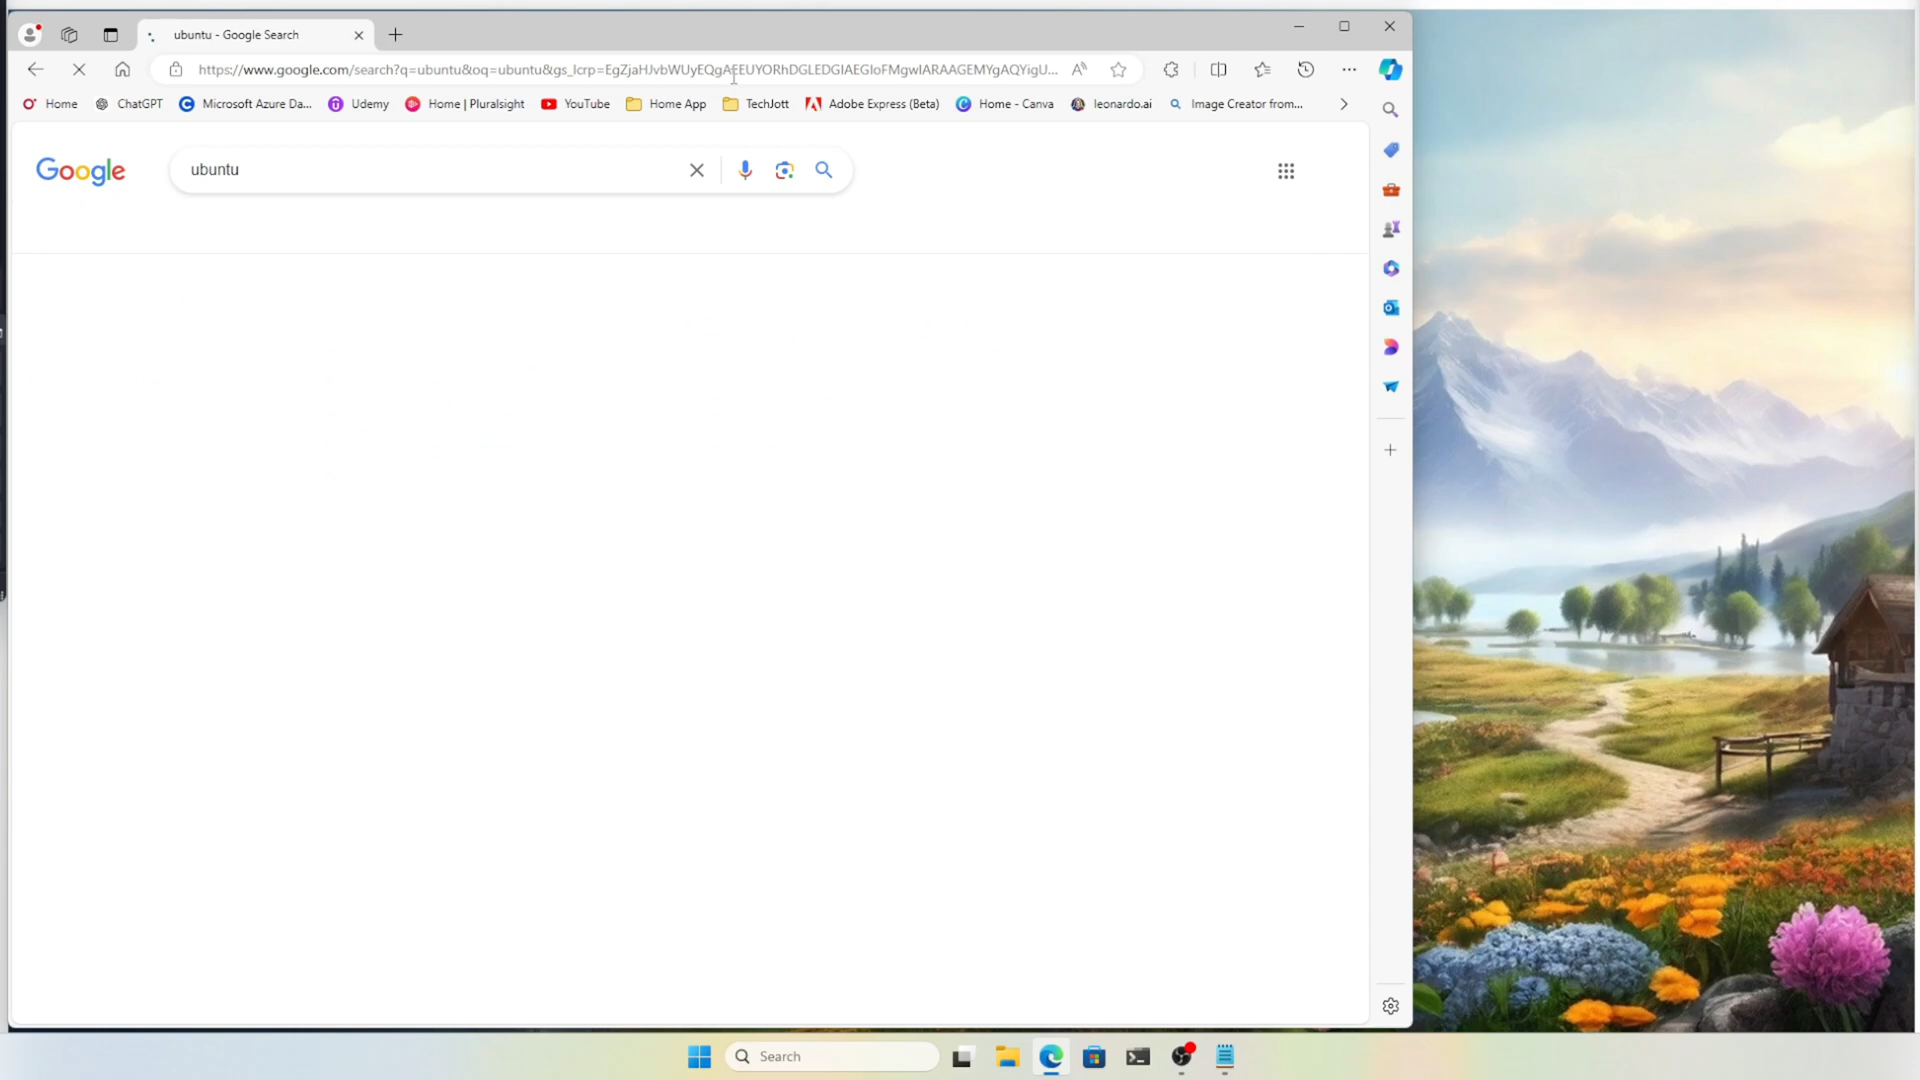 ubuntu - Google Search
https://www.google.com/search?q=ubuntu&oq=ubuntu&gs_lcrp=
Home ChatGPT Microsoft Azure Da... Udemy Home | Pluralsight YouTube Home App TechJott Adobe Express (Beta) Home - Canva leonardo.ai Image Creator from...
Google ubuntu
Search